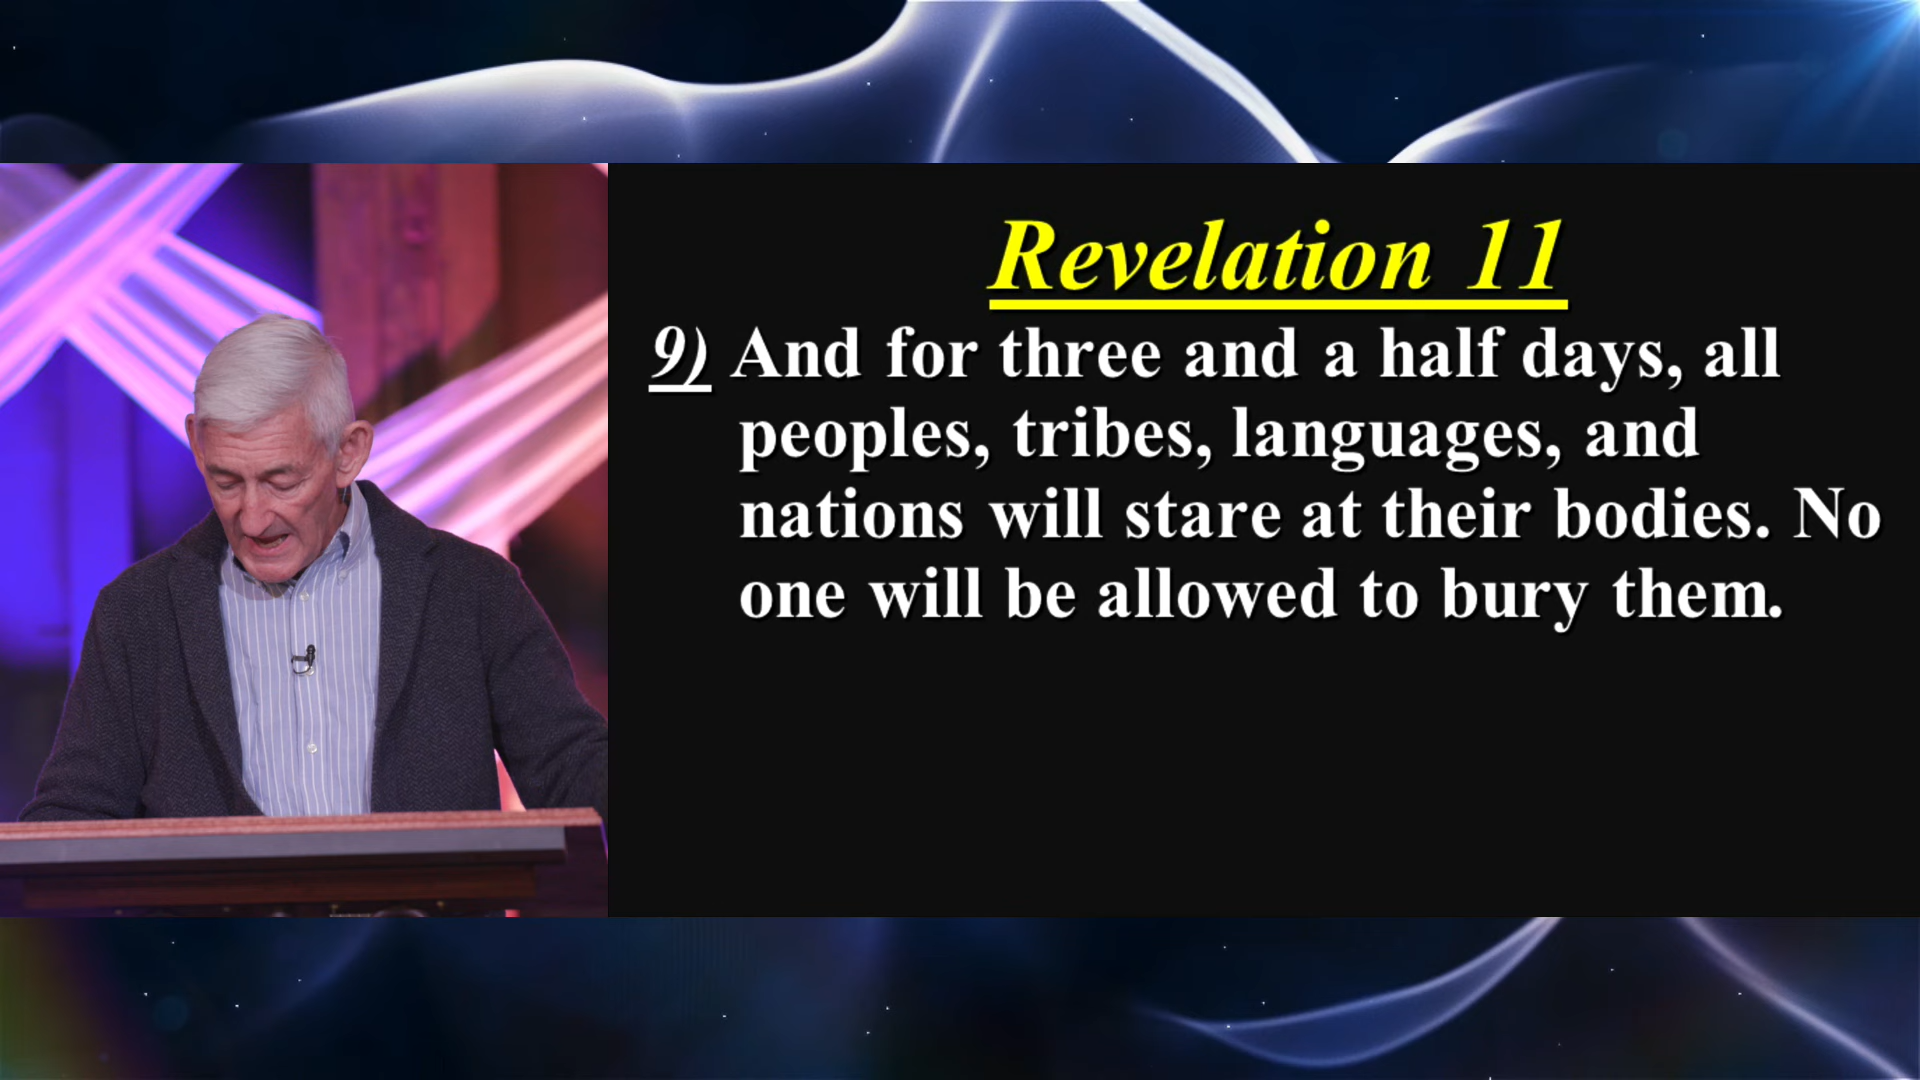 Revelation 11
9) And for three and a half days, all
peoples, tribes, languages, and
nations will stare at their bodies. No
one will be allowed to bury them.